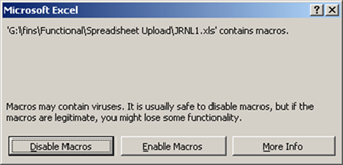 Microsoft Excel
'G:\fins\Functional\Spreadsheet Upload\JRNL1.xls' contains macros.
Macros may contain viruses. It is usually safe to disable macros, but if the
macros are legitimate, you might lose some functionality.
Disable Macros Enable Macros More Info